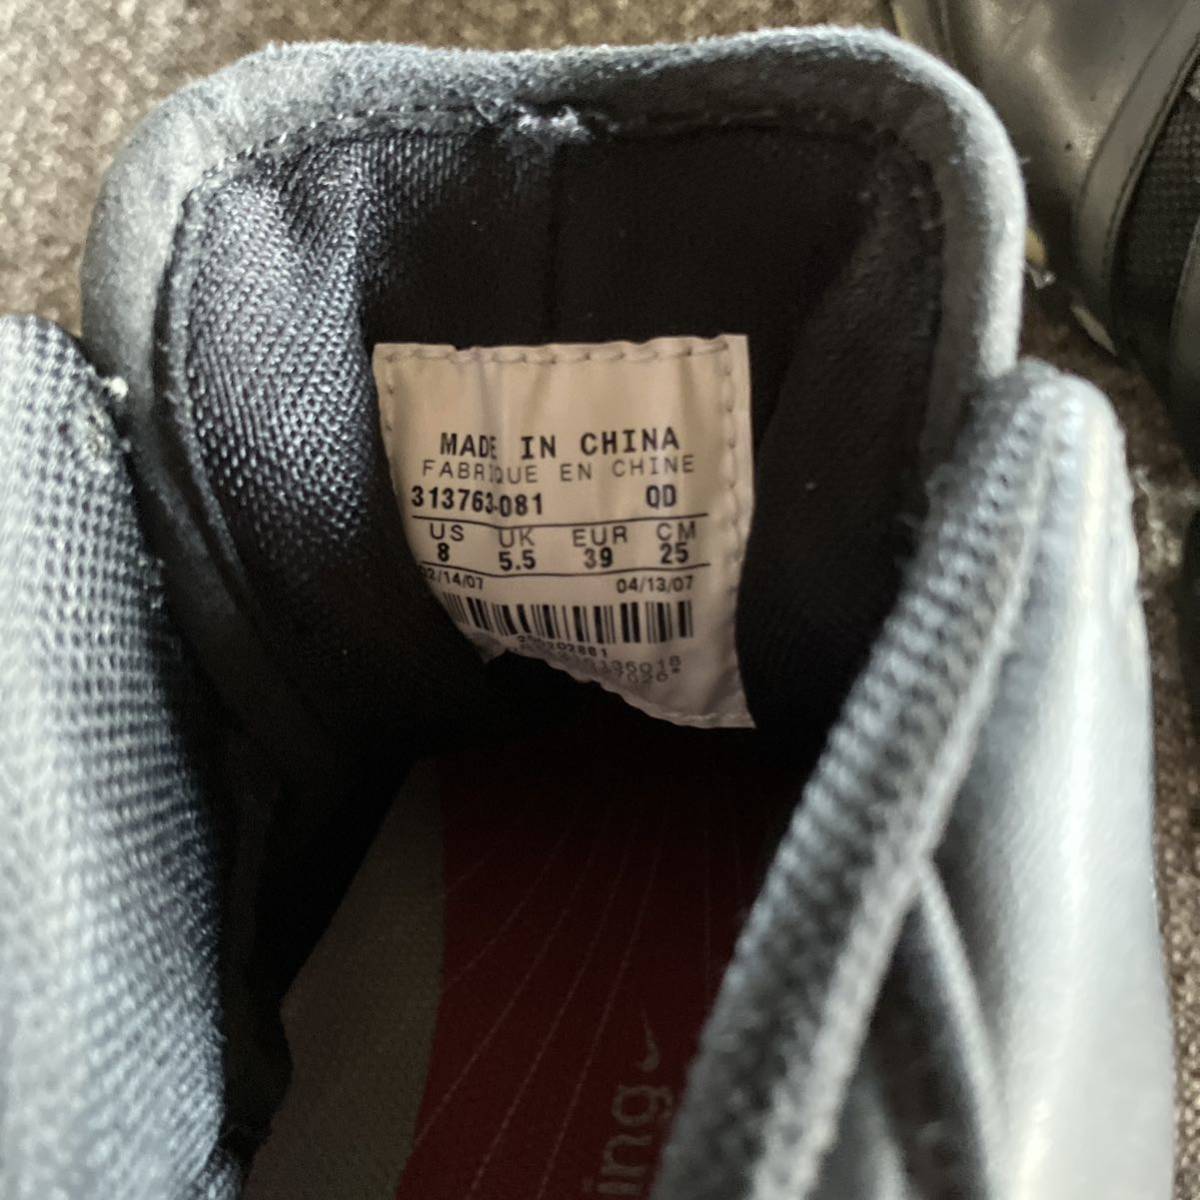 MADE IN CHINA
FABRIQUE EN CHINE
313763-081 QD
US UK EUR CM
8 5.5 39 25
02/14/07 04/13/07
ing